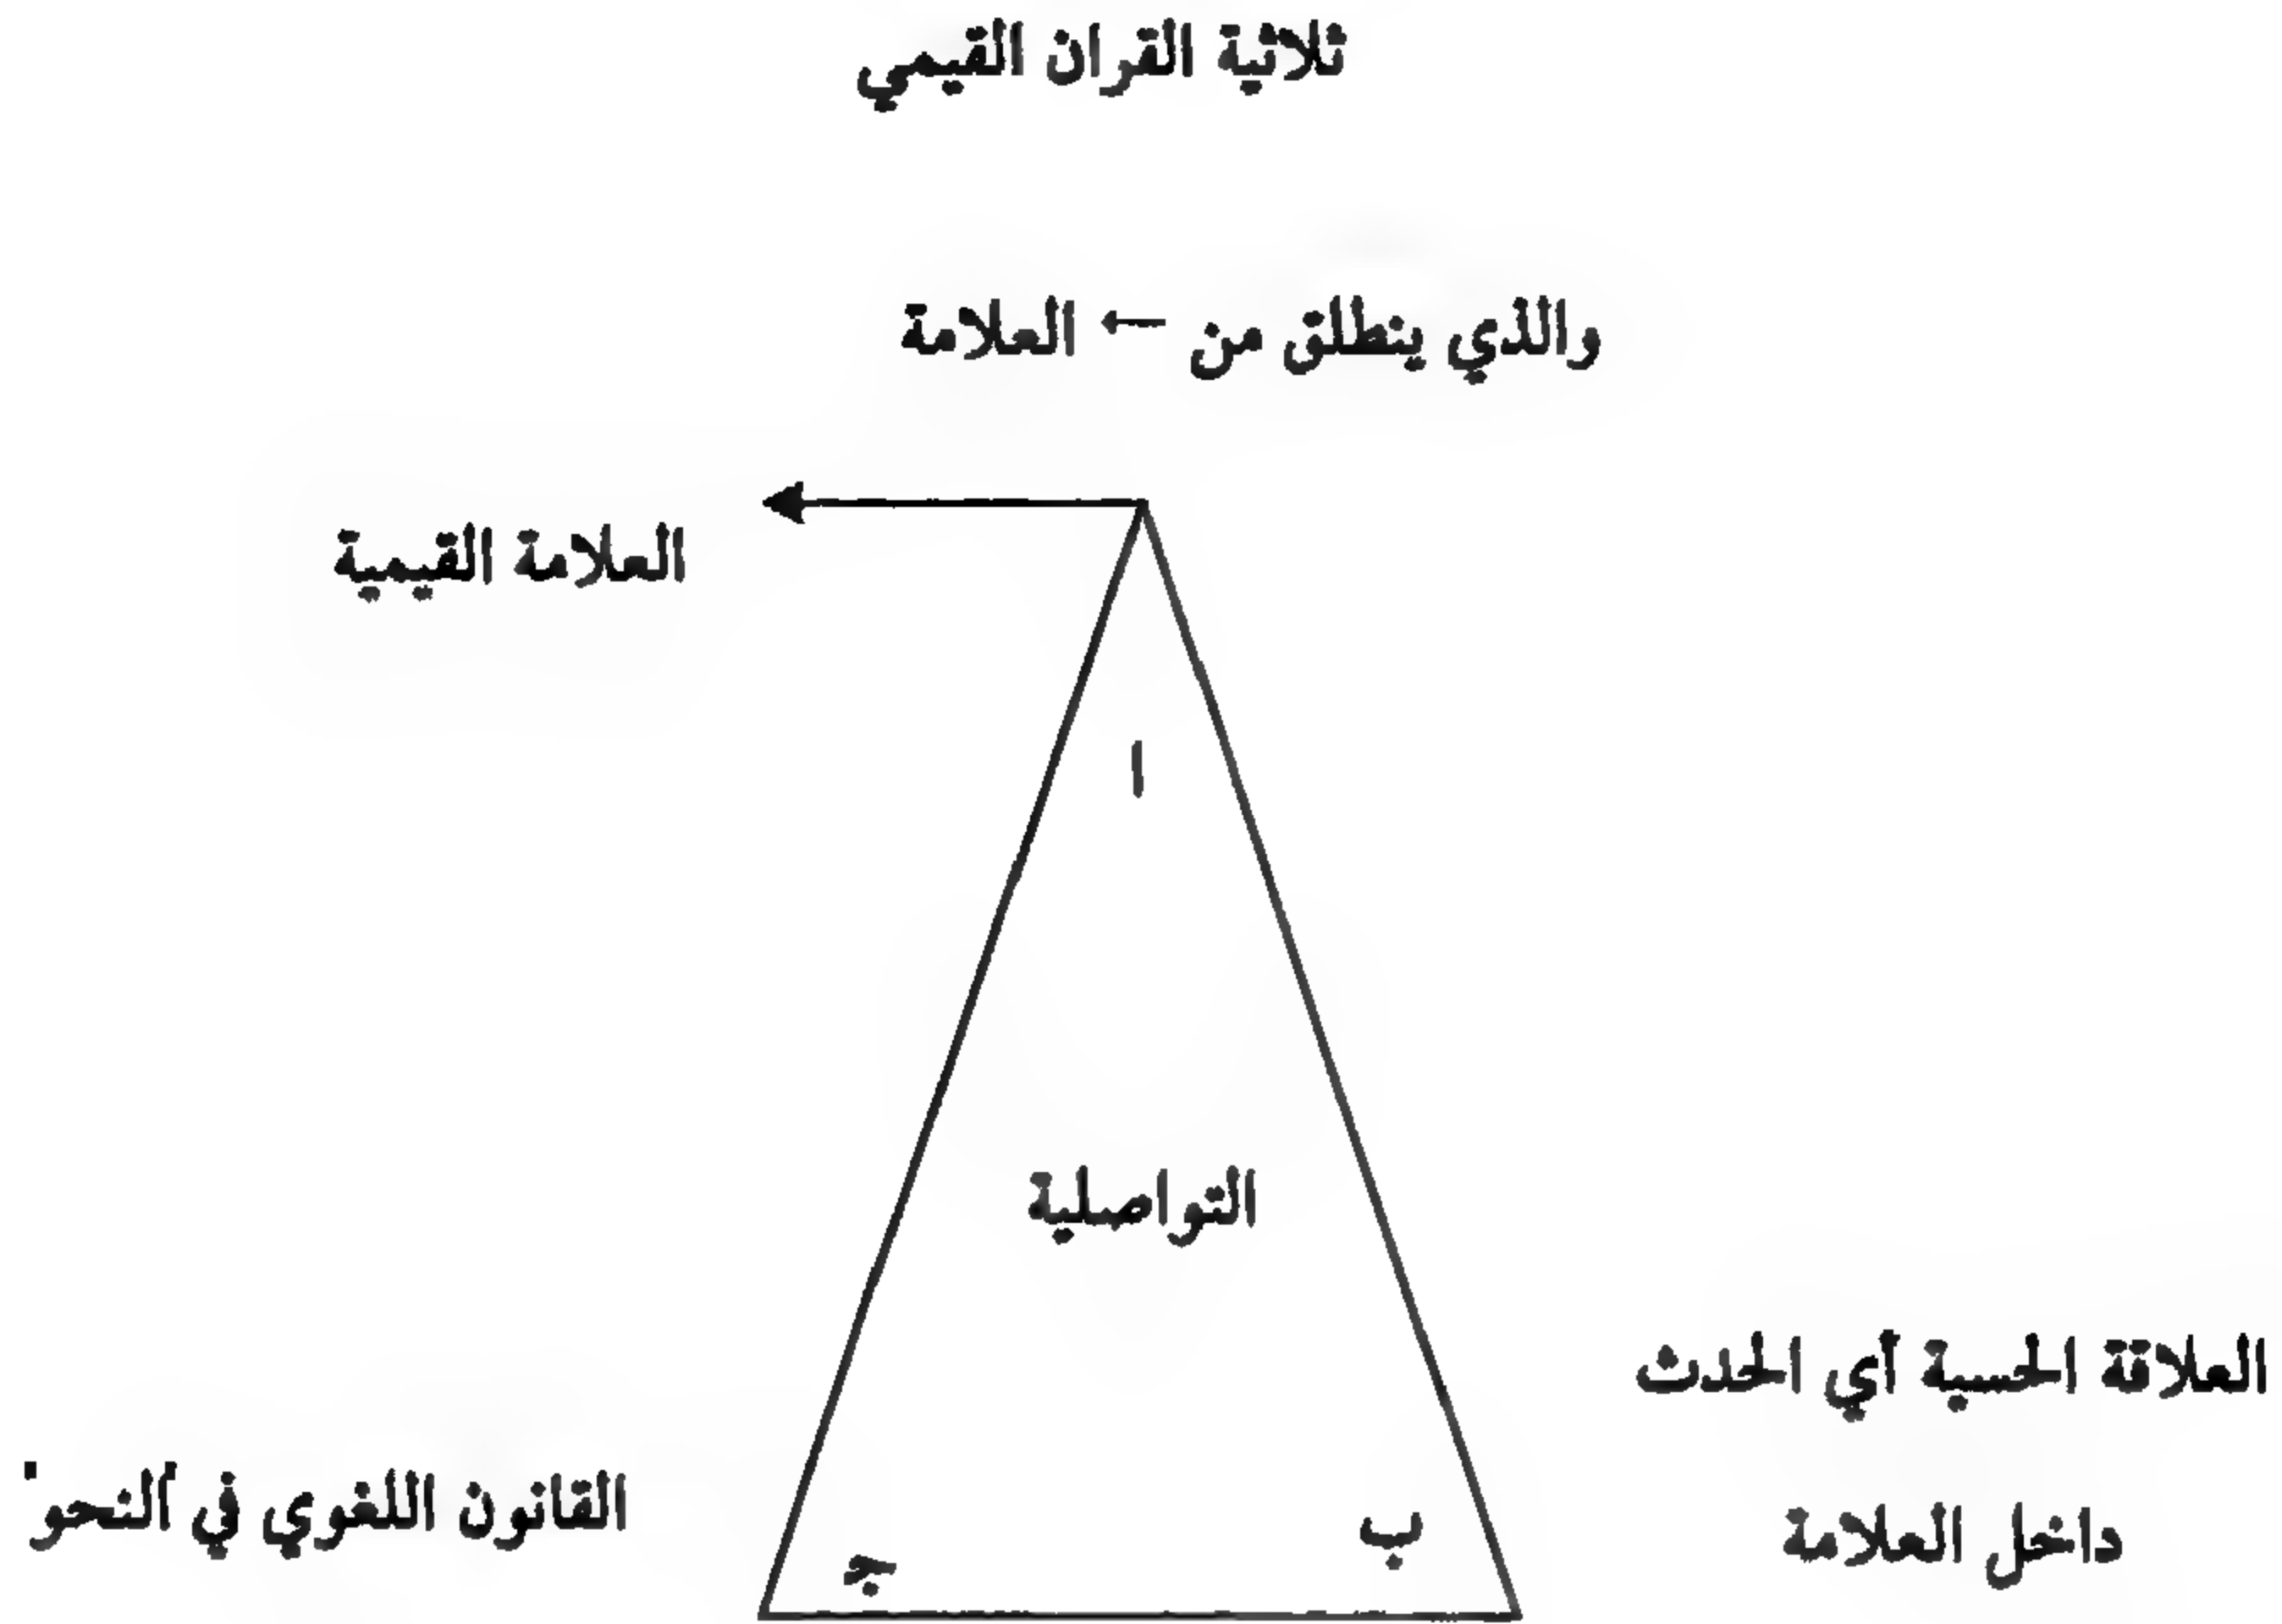 ثلاثية القران القيمي
والذي ينطلق من ← العلامة
العلامة القيمية
ا
التواصلية
العلاقة الحسية أي الحدث
داخل العلامة
القانون اللغوي في "النحو"
ب
ج